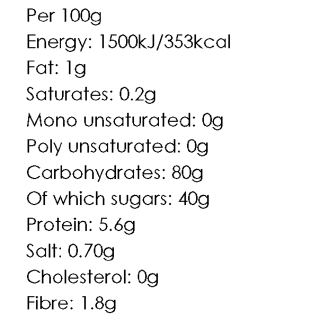 Per 100g
Energy: 1500kJ/353kcal
Fat: 1g
Saturates: 0.2g
Mono unsaturated: 0g
Poly unsaturated: 0g
Carbohydrates: 80g
Of which sugars: 40g
Protein: 5.6g
Salt: 0.70g
Cholesterol: 0g
Fibre: 1.8g